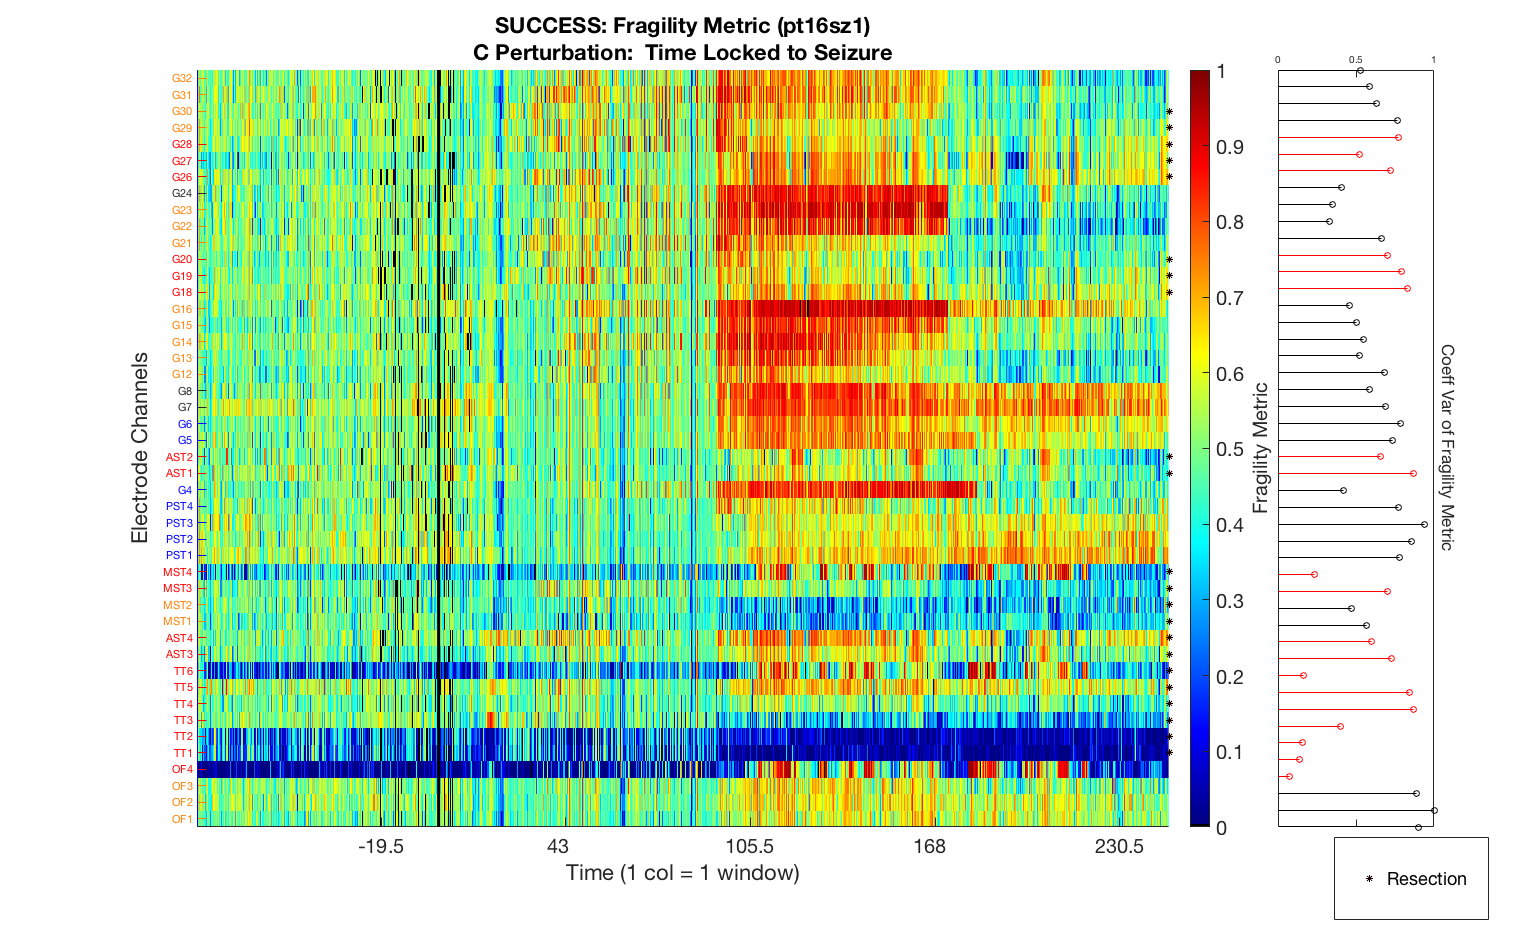 SUCCESS: Fragility Metric (pt16sz1)
C Perturbation:  Time Locked to Seizure
G32
G31
G30
G29
G28
G27
G26
G24
G23
G22
G21
G20
G19
G18
G16
G15
G14
G13
G12
G8
G7
G6
G5
AST2
AST1
G4
PST4
PST3
PST2
PST1
MST4
MST3
MST2
MST1
AST4
AST3
TT6
TT5
TT4
TT3
TT2
TT1
OF4
OF3
OF2
OF1
Electrode Channels
-19.5 43 105.5 168 230.5
Time (1 col = 1 window)
1
0.9
0.8
0.7
0.6
0.5
0.4
0.3
0.2
0.1
0
Fragility Metric
0 0.5 1
Coeff Var of Fragility Metric
* Resection